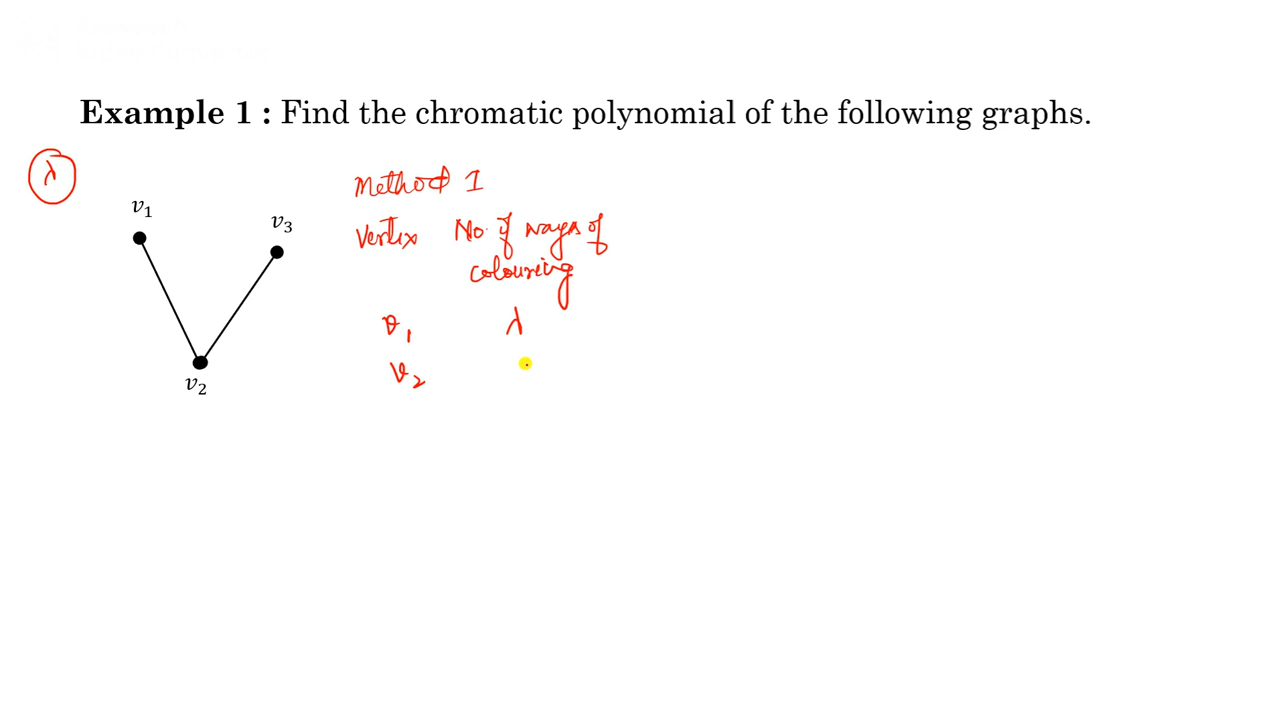 Example 1 : Find the chromatic polynomial of the following graphs.
λ
Method 1
v₁
v₃
Vertex No. of ways of
colouring
v₁ λ
v₂
v₂